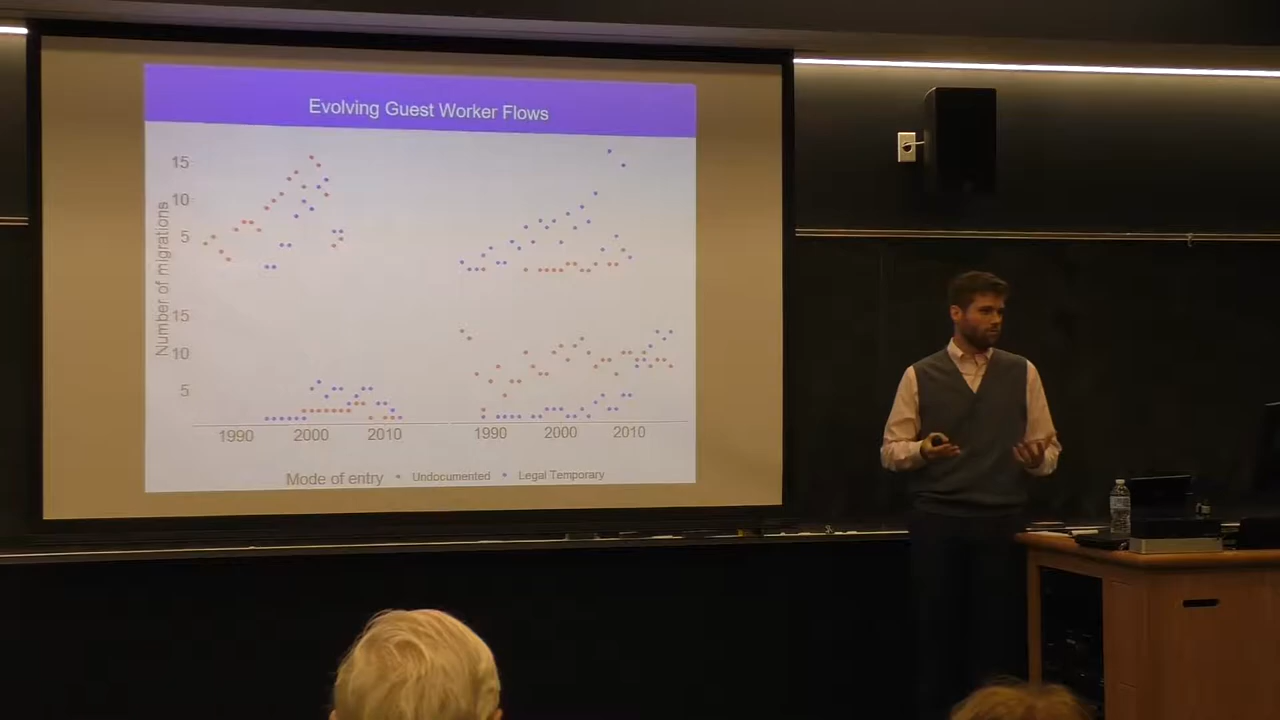 Evolving Guest Worker Flows
Number of migrations
15
10
5
15
10
5
1990 2000 2010 1990 2000 2010
Mode of entry • Undocumented • Legal Temporary